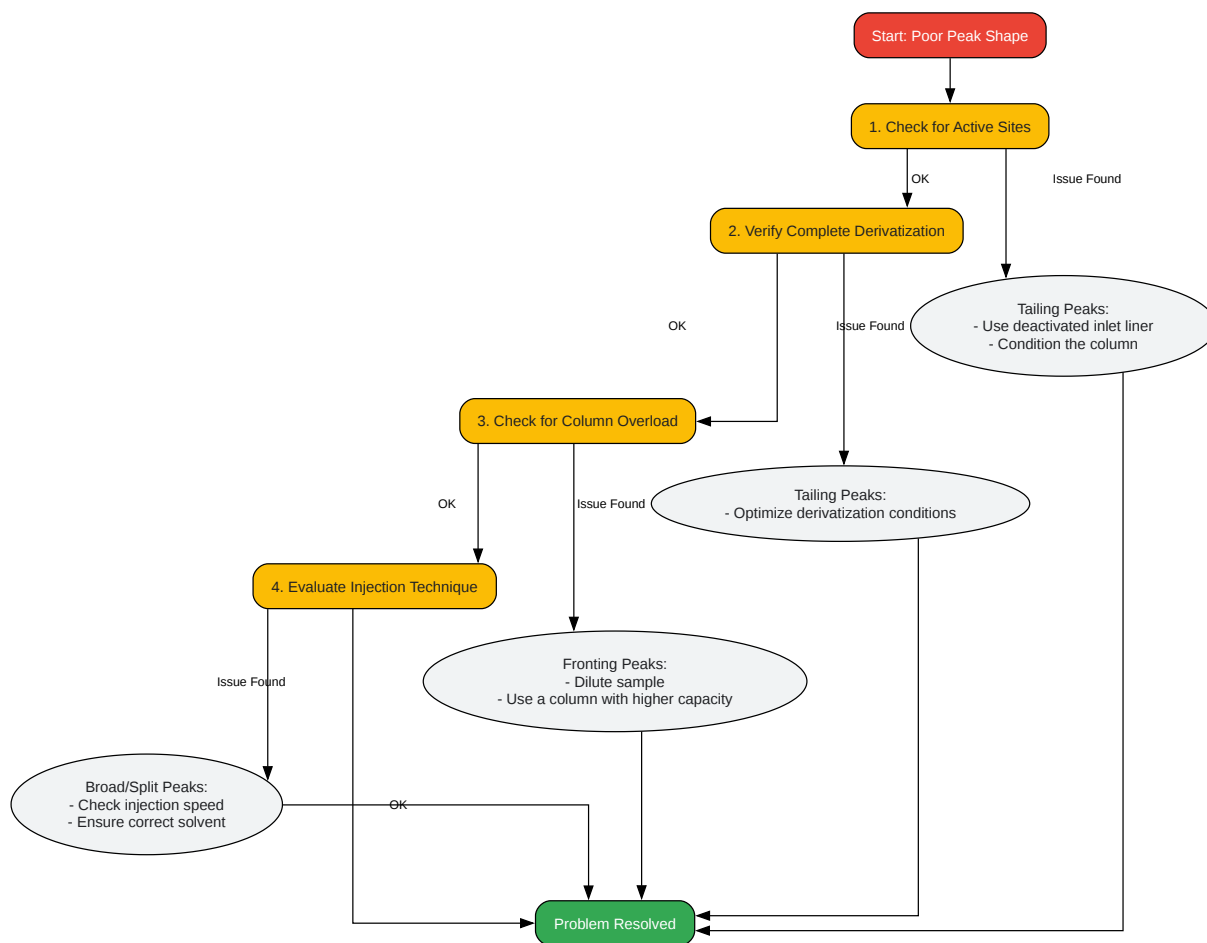 Start: Poor Peak Shape
1. Check for Active Sites
OK
Issue Found
2. Verify Complete Derivatization
Tailing Peaks:
- Use deactivated inlet liner
- Condition the column
OK
Issue Found
3. Check for Column Overload
Tailing Peaks:
- Optimize derivatization conditions
OK
Issue Found
4. Evaluate Injection Technique
Fronting Peaks:
- Dilute sample
- Use a column with higher capacity
Issue Found
Broad/Split Peaks:
- Check injection speed
- Ensure correct solvent
OK
Problem Resolved